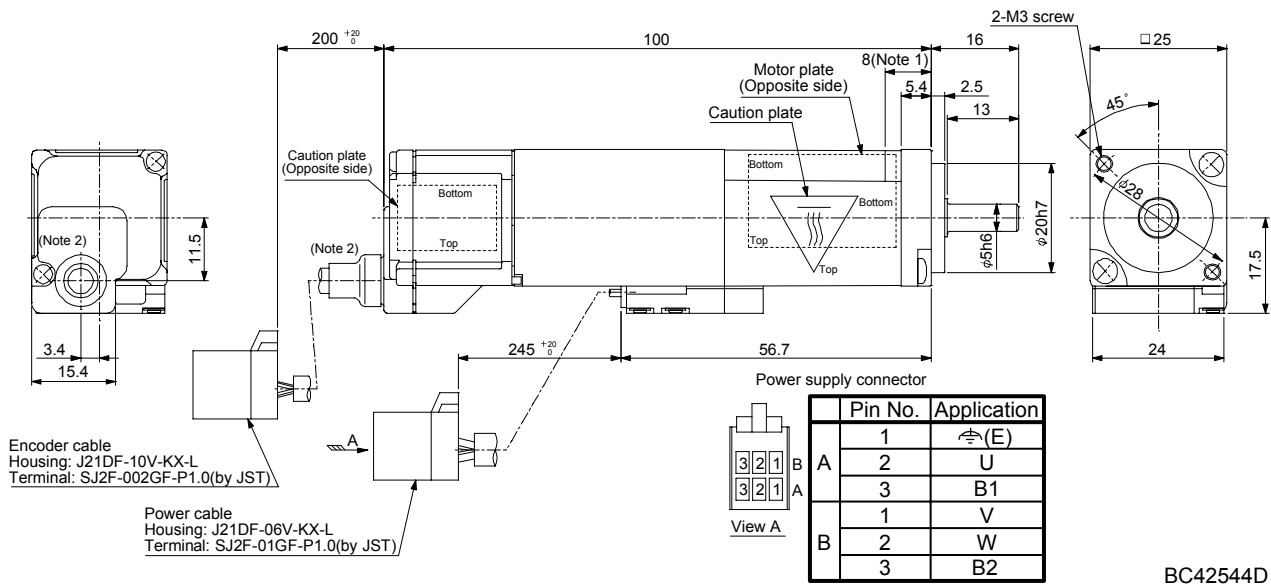 2-M3 screw
200 +20 0
100
16
□25
8(Note 1)
Motor plate
(Opposite side)
5.4
2.5
45°
Caution plate
13
Caution plate
(Opposite side)
Bottom
Bottom
Bottom
φ28
(Note 2)
11.5
(Note 2)
Top
Top
Top
φ5h6
φ20h7
17.5
3.4
15.4
245 +20 0
56.7
24
Power supply connector
Pin No. Application
A 1 (E)
2 U
3 B1
B 1 V
2 W
3 B2
3 2 1 B
3 2 1 A
View A
A
Encoder cable
Housing: J21DF-10V-KX-L
Terminal: SJ2F-002GF-P1.0(by JST)
Power cable
Housing: J21DF-06V-KX-L
Terminal: SJ2F-01GF-P1.0(by JST)
BC42544D